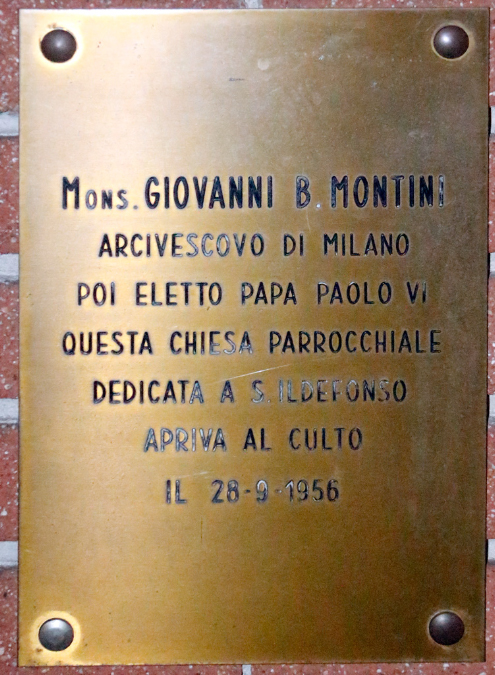 Mons. GIOVANNI B. MONTINI
ARCIVESCOVO DI MILANO
POI ELETTO PAPA PAOLO VI
QUESTA CHIESA PARROCCHIALE
DEDICATA A S. ILDEFONSO
APRIVA AL CULTO
IL 28-9-1956